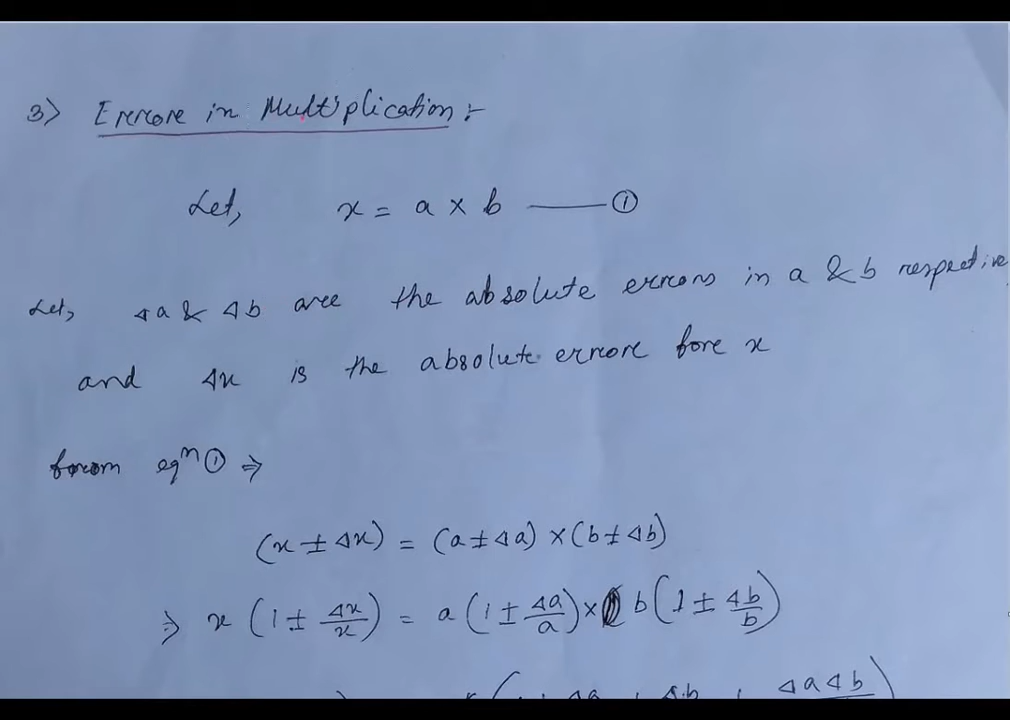 3) Errore in Multiplication :-
Let, x = a × b —— ①
Let, Δa & Δb aree the absolute errors in a & b respective
and Δx is the absolute errore fore x
from eqⁿ ① ⇒
(x ± Δx) = (a ± Δa) × (b ± Δb)
⇒ x (1 ± Δx/x) = a (1 ± Δa/a) × b (1 ± Δb/b)